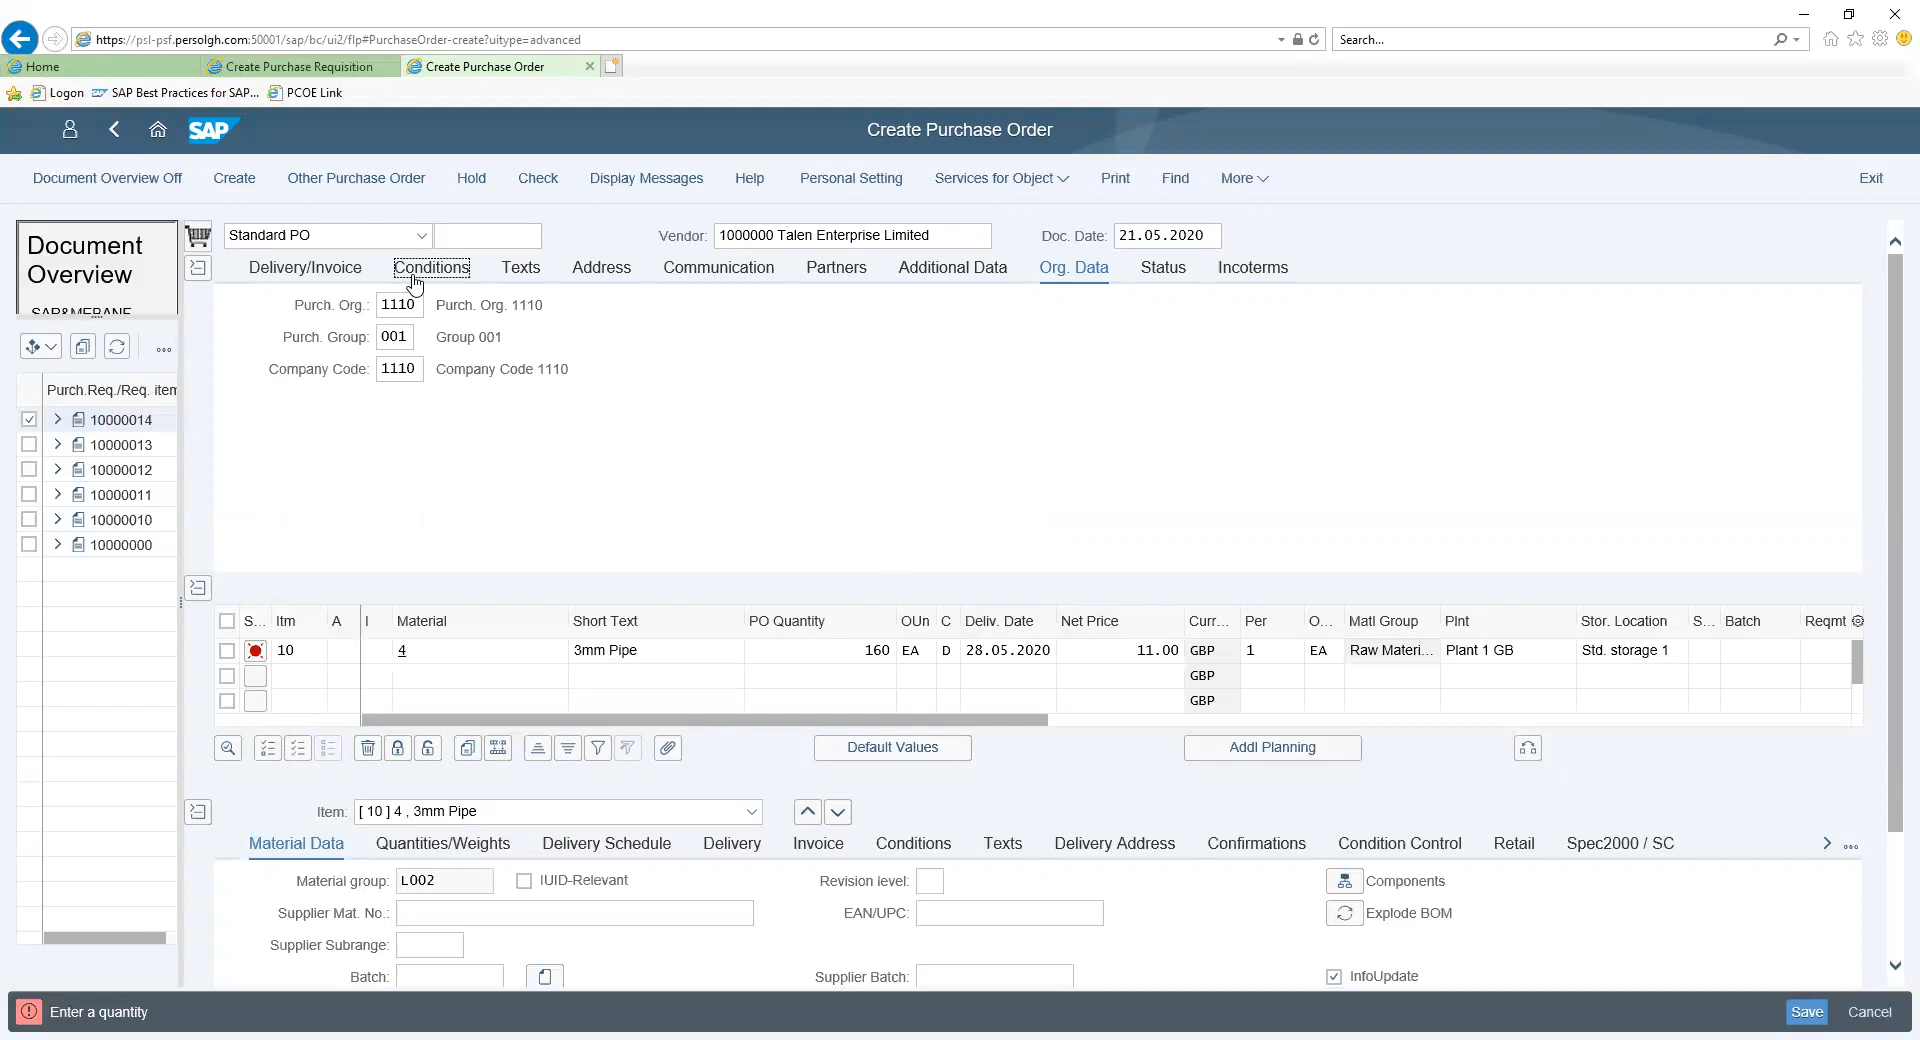 https://psl-psf.persolgh.com:50001/sap/bc/ui2/flp#PurchaseOrder-create?uitype=advanced
Search...
Home
Create Purchase Requisition
Create Purchase Order
Logon
SAP Best Practices for SAP...
PCOE Link
SAP
Create Purchase Order
Document Overview Off
Create
Other Purchase Order
Hold
Check
Display Messages
Help
Personal Setting
Services for Object
Print
Find
More
Exit
Document
Overview
Standard PO
Vendor: 1000000 Talen Enterprise Limited
Doc. Date: 21.05.2020
Delivery/Invoice
Conditions
Texts
Address
Communication
Partners
Additional Data
Org. Data
Status
Incoterms
Purch. Org.: 1110 Purch. Org. 1110
Purch. Group: 001 Group 001
Company Code: 1110 Company Code 1110
Purch.Req./Req. item
10000014
10000013
10000012
10000011
10000010
10000000
S... Itm A I Material Short Text PO Quantity OUn C Deliv. Date Net Price Curr... Per O... Matl Group Plnt Stor. Location S... Batch Reqmt
10 4 3mm Pipe 160 EA D 28.05.2020 11.00 GBP 1 EA Raw Materi... Plant 1 GB Std. storage 1
GBP
GBP
Default Values
Addl Planning
Item: [ 10 ] 4 , 3mm Pipe
Material Data
Quantities/Weights
Delivery Schedule
Delivery
Invoice
Conditions
Texts
Delivery Address
Confirmations
Condition Control
Retail
Spec2000 / SC
Material group: L002
IUID-Relevant
Revision level:
Components
Supplier Mat. No.:
EAN/UPC:
Explode BOM
Supplier Subrange:
Batch:
Supplier Batch:
InfoUpdate
Enter a quantity
Save
Cancel